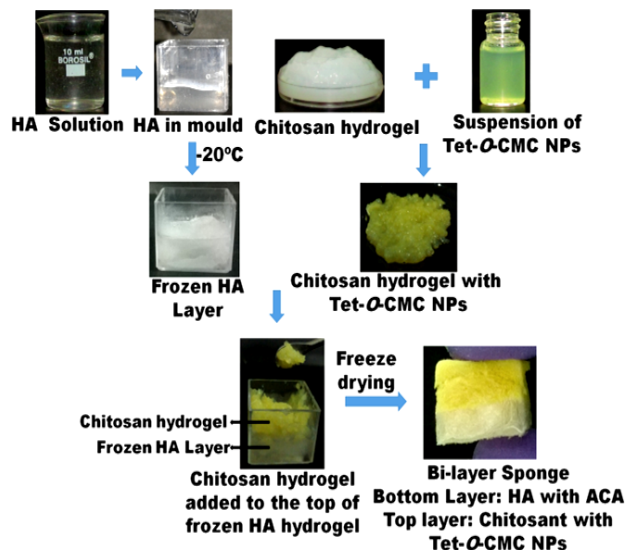 10 ml
BOROSIL®
HA Solution
HA in mould
Chitosan hydrogel
+
Suspension of
Tet-O-CMC NPs
-20ºC
Frozen HA
Layer
Chitosan hydrogel with
Tet-O-CMC NPs
Chitosan hydrogel
Frozen HA Layer
Chitosan hydrogel
added to the top of
frozen HA hydrogel
Freeze
drying
Bi-layer Sponge
Bottom Layer: HA with ACA
Top layer: Chitosant with
Tet-O-CMC NPs